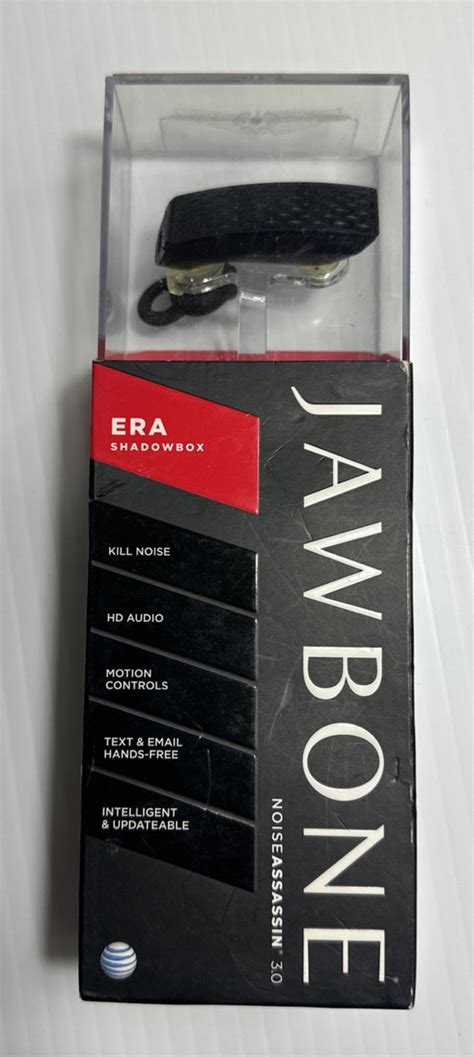 ERA
SHADOWBOX
KILL NOISE
HD AUDIO
MOTION
CONTROLS
TEXT & EMAIL
HANDS-FREE
INTELLIGENT
& UPDATEABLE
JAWBONE
NOISEASSASSIN® 3.0